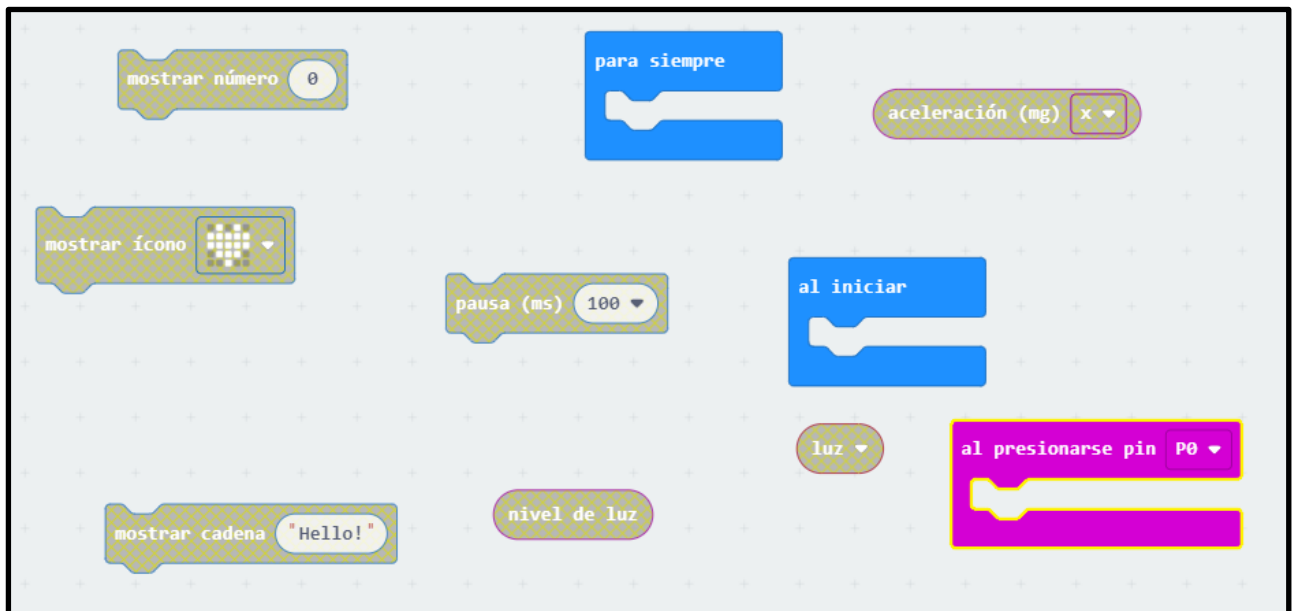 mostrar número 0
para siempre
aceleración (mg) x
mostrar ícono
pausa (ms) 100
al iniciar
luz
al presionarse pin P0
nivel de luz
mostrar cadena "Hello!"